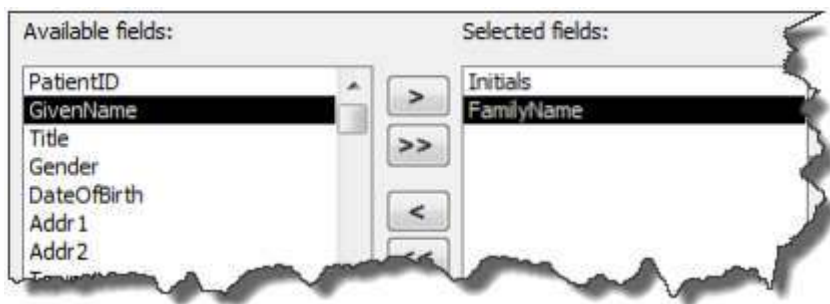 Available fields:
Selected fields:
PatientID
GivenName
Title
Gender
DateOfBirth
Addr1
Addr2
>
>>
<
<<
Initials
FamilyName